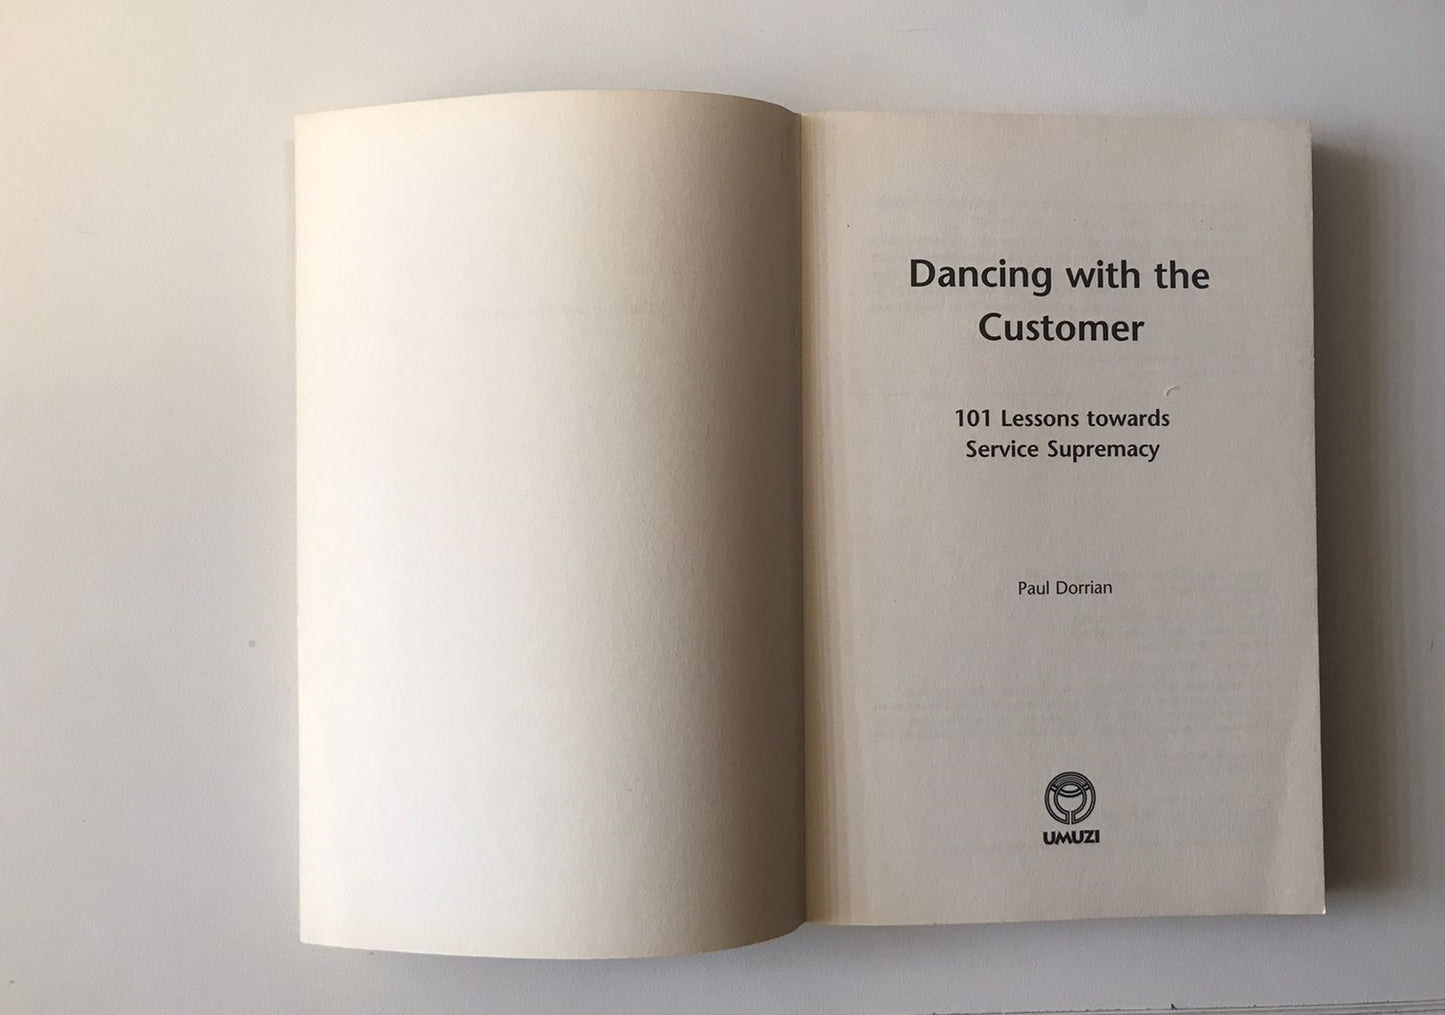 Dancing with the
Customer
101 Lessons towards
Service Supremacy
Paul Dorrian
UMUZI